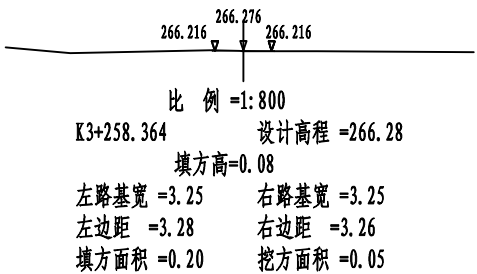 266.276
266.216 266.216
比 例 =1:800
K3+258.364 设计高程 =266.28
填方高=0.08
左路基宽 =3.25 右路基宽 =3.25
左边距 =3.28 右边距 =3.26
填方面积 =0.20 挖方面积 =0.05